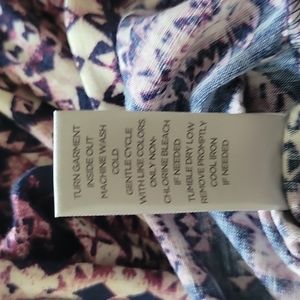 TURN GARMENT
INSIDE OUT
MACHINE WASH
COLD
GENTLE CYCLE
WITH LIKE COLORS
ONLY NON-
CHLORINE BLEACH
IF NEEDED
TUMBLE DRY LOW
REMOVE PROMPTLY
COOL IRON
IF NEEDED